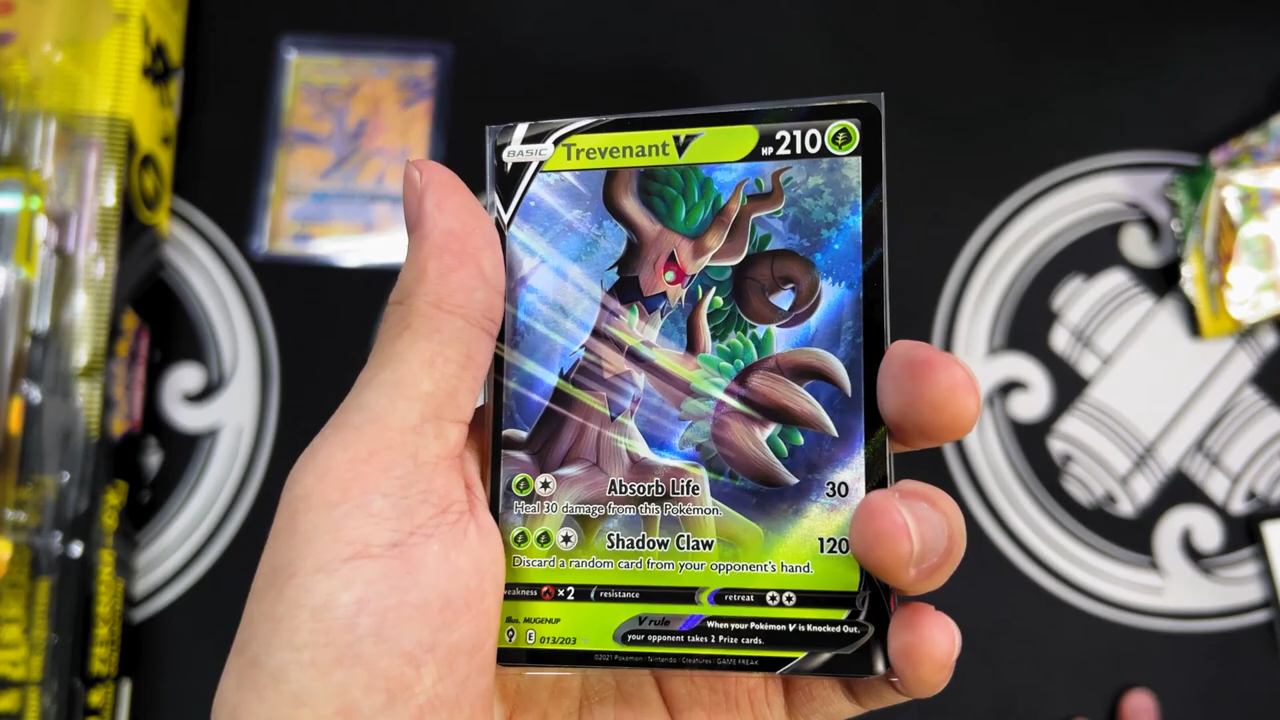 BASIC Trevenant V HP 210
Absorb Life 30
Heal 30 damage from this Pokémon.
Shadow Claw 120
Discard a random card from your opponent's hand.
weakness ×2 resistance retreat
Illus. MUGENUP
E 013/203
V rule When your Pokémon V is Knocked Out,
your opponent takes 2 Prize cards.
©2021 Pokémon / Nintendo / Creatures / GAME FREAK